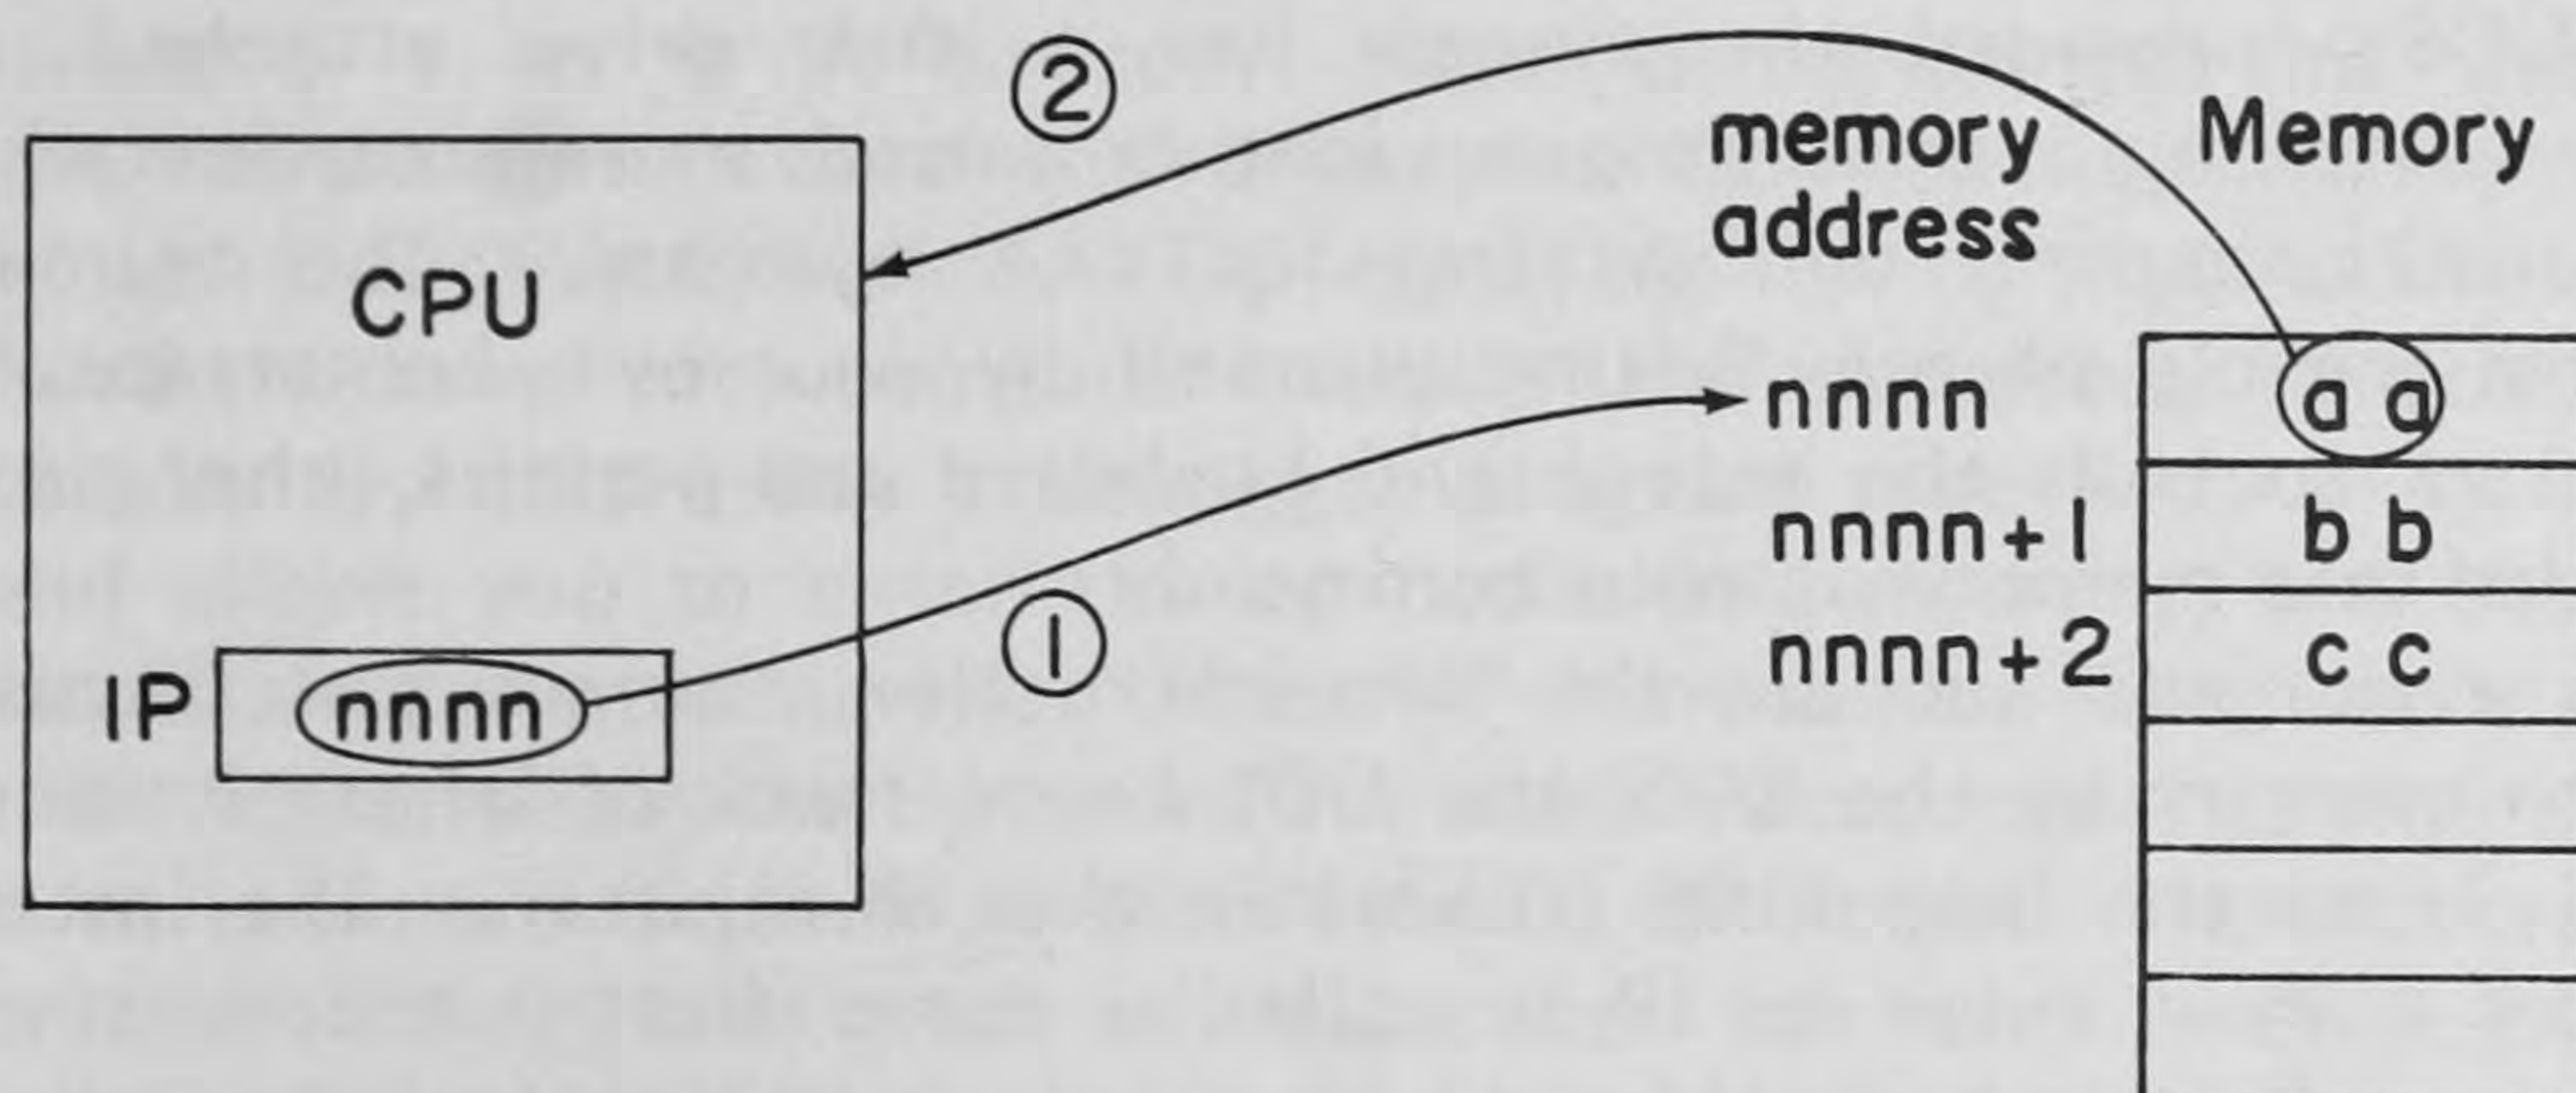 ②
memory
address
Memory
CPU
nnnn
a a
nnnn+1
b b
①
nnnn+2
c c
IP
nnnn